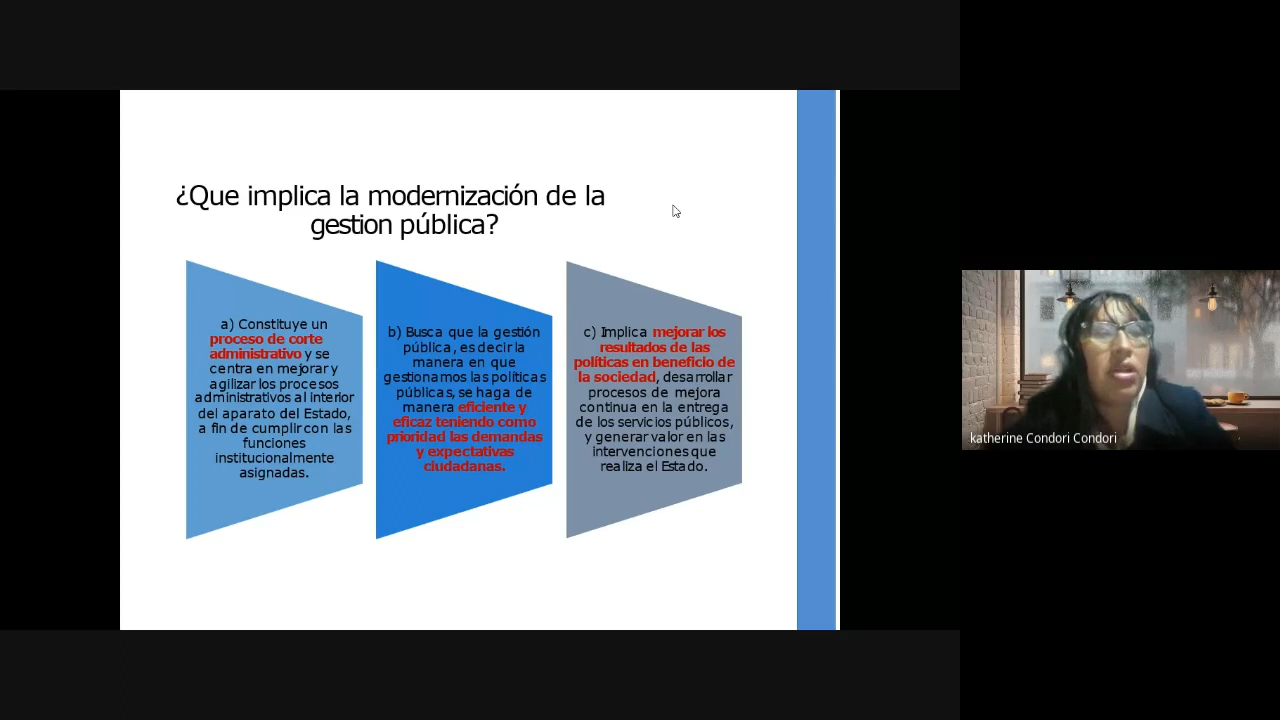 ¿Que implica la modernización de la
gestion pública?
a) Constituye un
proceso de corte
administrativo y se
centra en mejorar y
agilizar los procesos
administrativos al interior
del aparato del Estado,
a fin de cumplir con las
funciones
institucionalmente
asignadas.
b) Busca que la gestión
pública, es decir la
manera en que
gestionamos las políticas
públicas, se haga de
manera eficiente y
eficaz teniendo como
prioridad las demandas
y expectativas
ciudadanas.
c) Implica mejorar los
resultados de las
políticas en beneficio de
la sociedad, desarrollar
procesos de mejora
continua en la entrega
de los servicios públicos,
y generar valor en las
intervenciones que
realiza el Estado.
katherine Condori Condori